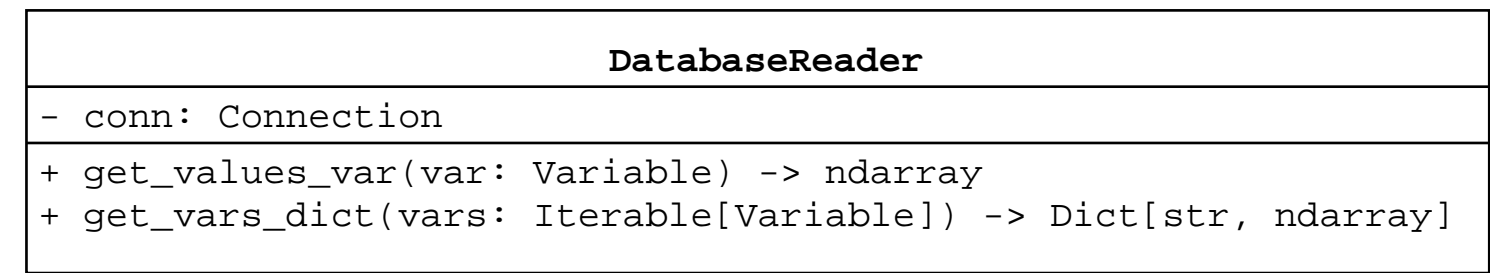 DatabaseReader
- conn: Connection
+ get_values_var(var: Variable) -> ndarray
+ get_vars_dict(vars: Iterable[Variable]) -> Dict[str, ndarray]